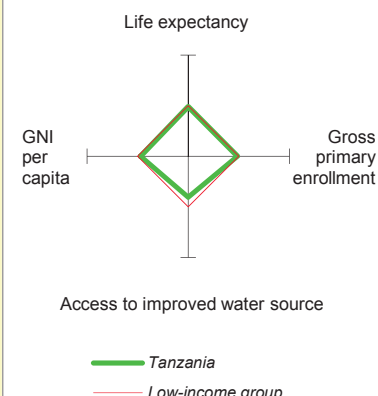 Life expectancy
GNI
per
capita
Gross
primary
enrollment
Access to improved water source
Tanzania
Low-income group